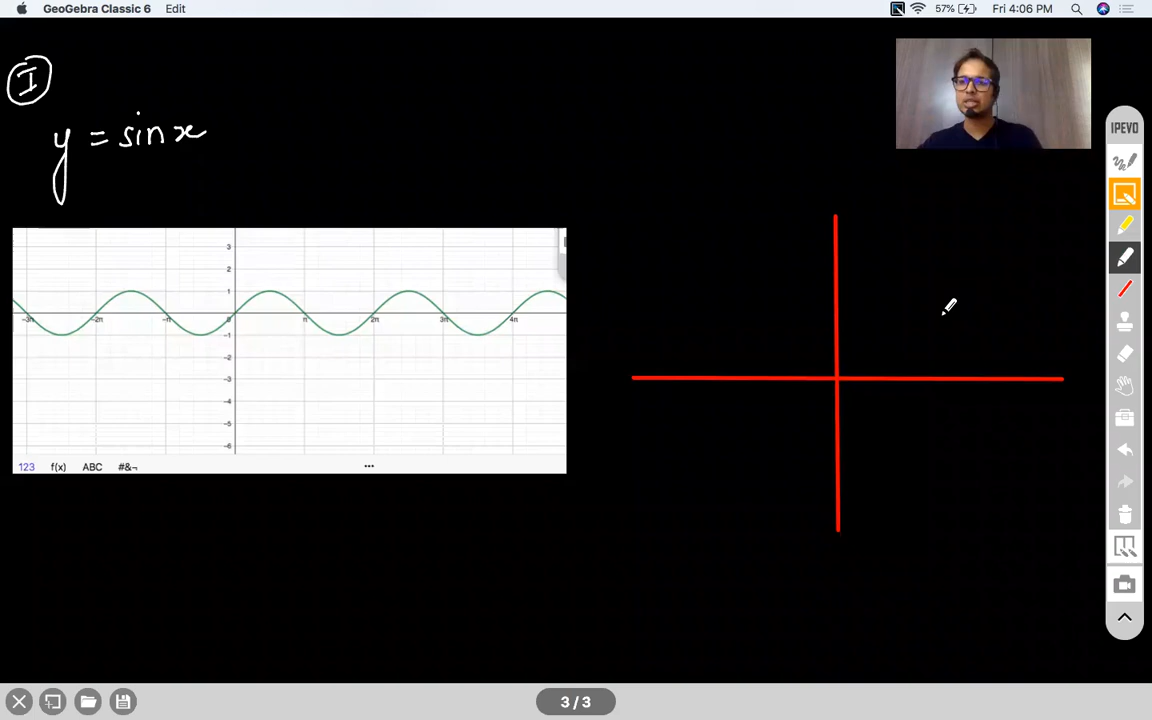 GeoGebra Classic 6 Edit 57% Fri 4:06 PM
I
y = sin x
IPEVO
3
2
1
-3π -2π -π 0 π 2π 3π 4π
-1
-2
-3
-4
-5
-6
123 f(x) ABC #&¬ •••
3 / 3